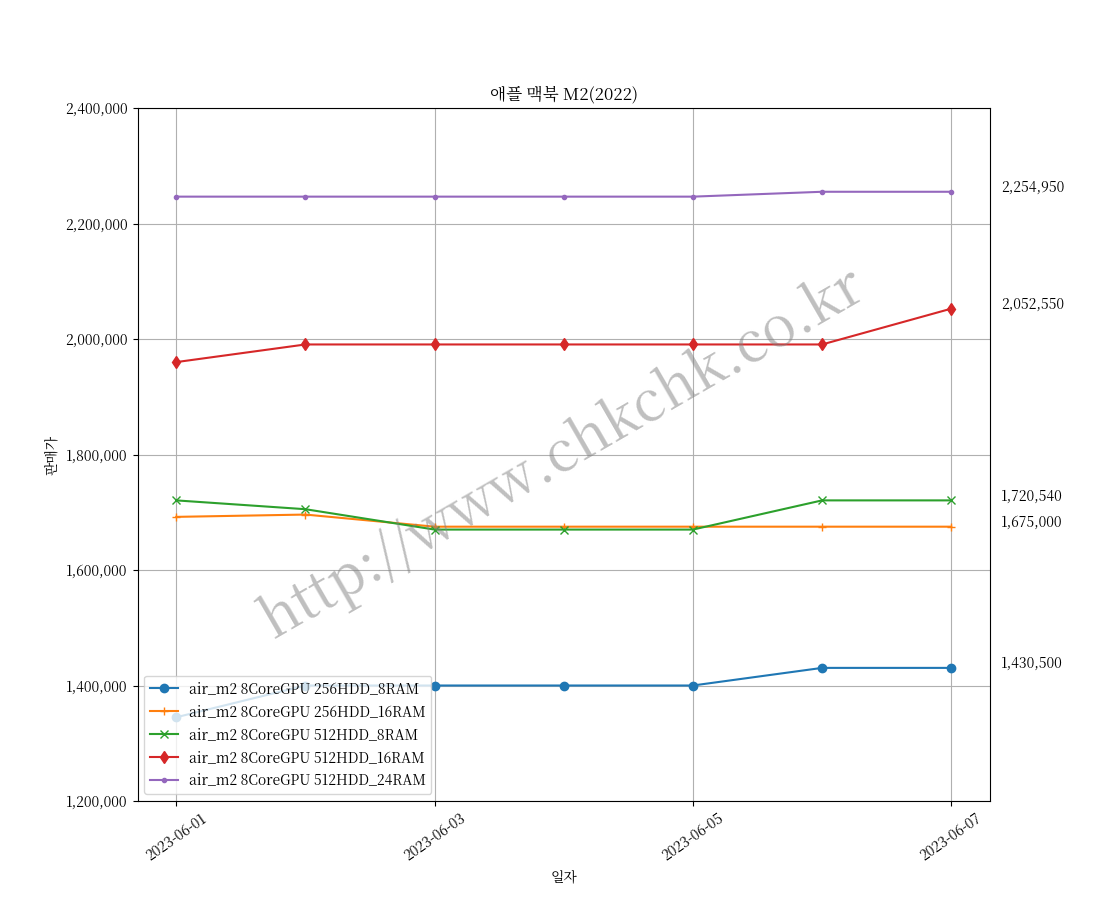 애플 맥북 M2(2022)
2,400,000
2,200,000
2,000,000
1,800,000
1,600,000
1,400,000
1,200,000
판매가
2,254,950
2,052,550
1,720,540
1,675,000
1,430,500
http://www.chkchk.co.kr
air_m2 8CoreGPU 256HDD_8RAM
air_m2 8CoreGPU 256HDD_16RAM
air_m2 8CoreGPU 512HDD_8RAM
air_m2 8CoreGPU 512HDD_16RAM
air_m2 8CoreGPU 512HDD_24RAM
2023-06-01
2023-06-03
2023-06-05
2023-06-07
일자